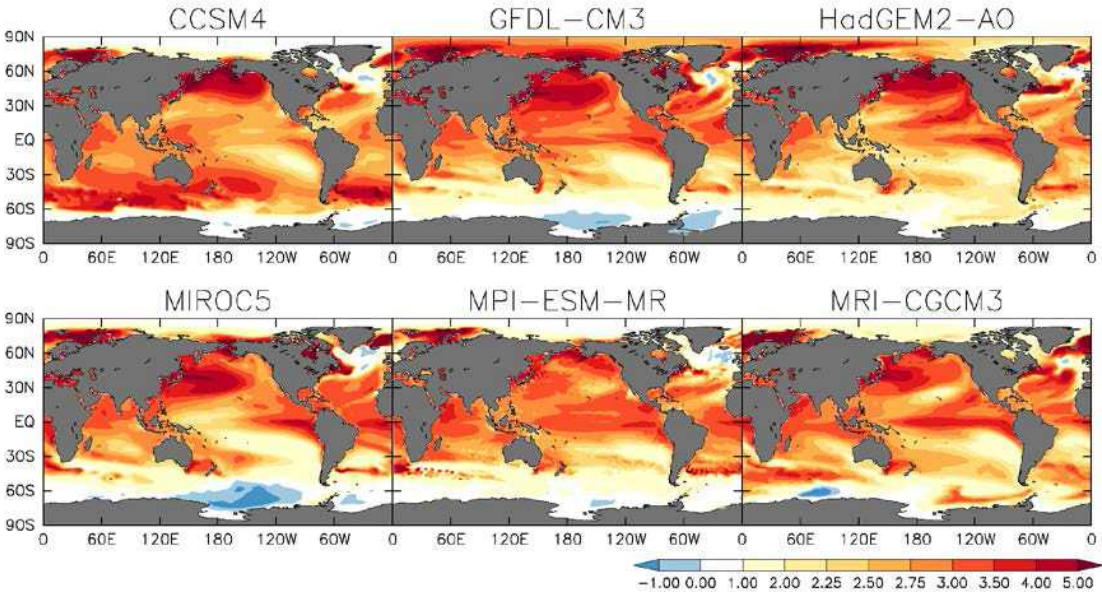 CCSM4 GFDL-CM3 HadGEM2-AO
90N
60N
30N
EQ
30S
60S
90S
0 60E 120E 180 120W 60W 0 60E 120E 180 120W 60W 0 60E 120E 180 120W 60W 0
MIROC5 MPI-ESM-MR MRI-CGCM3
90N
60N
30N
EQ
30S
60S
90S
0 60E 120E 180 120W 60W 0 60E 120E 180 120W 60W 0 60E 120E 180 120W 60W 0
-1.00 0.00 1.00 2.00 2.25 2.50 2.75 3.00 3.50 4.00 5.00